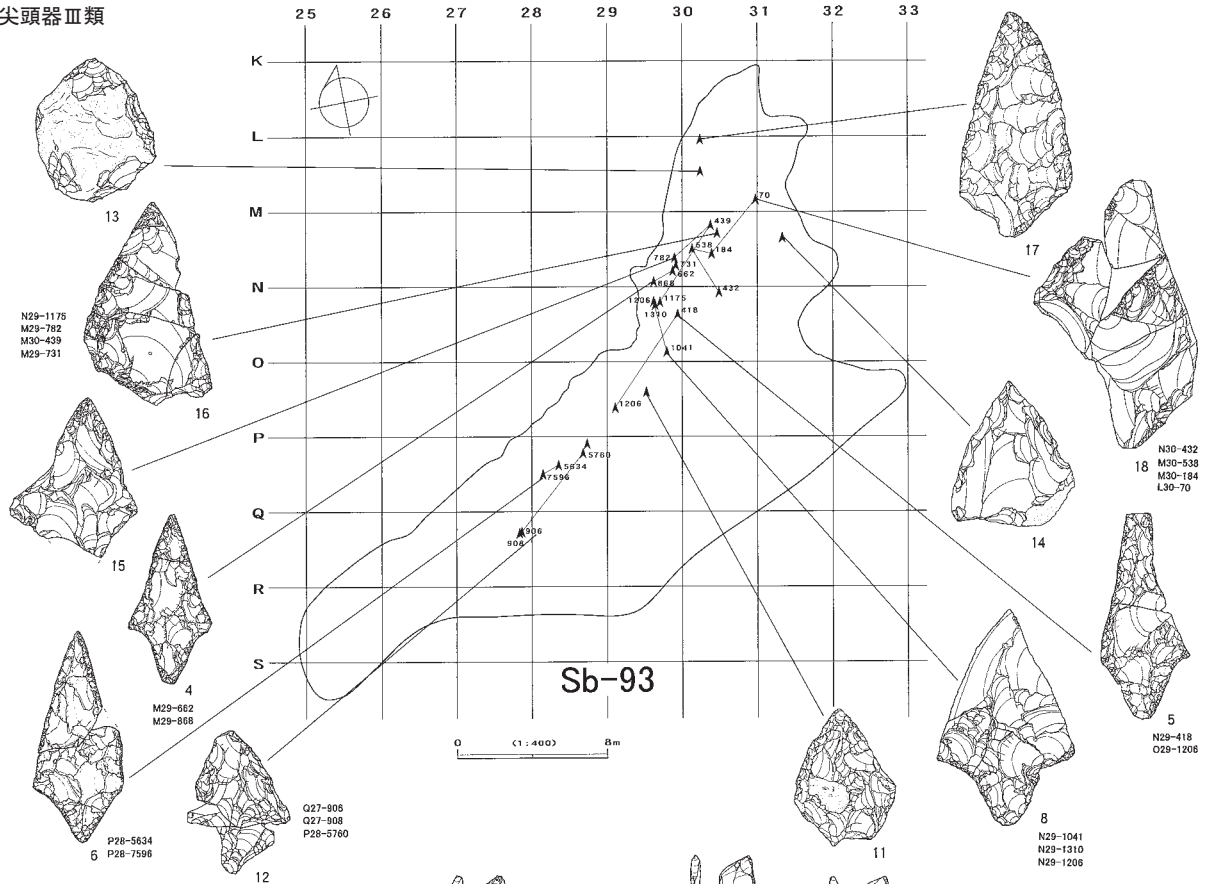 尖頭器Ⅲ類
25 26 27 28 29 30 31 32 33
K
L
M
N
O
P
Q
R
S
70
439
538
184
782
731
662
868
432
1206
1175
1310
418
1041
1206
5760
5634
7596
906
908
Sb-93
0 (1:400) 8m
13
N29-1175
M29-782
M30-439
M29-731
16
15
4
M29-662
M29-868
6
P28-5634
P28-7596
12
Q27-906
Q27-908
P28-5760
17
18
N30-432
M30-538
M30-184
L30-70
14
5
N29-418
O29-1206
8
N29-1041
N29-1310
N29-1206
11